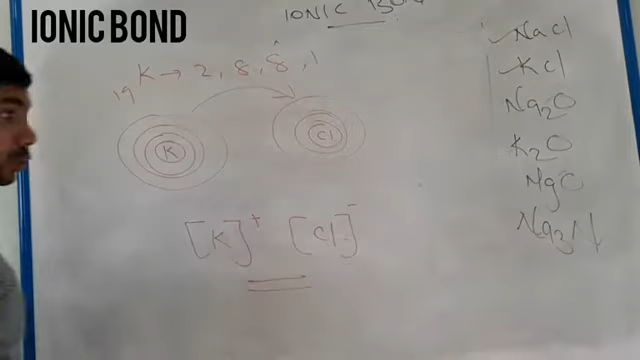 IONIC BOND
IONIC BOND
19K → 2, 8, 8, 1
K
Cl
[K]+ [Cl]-
NaCl
KCl
Na2O
K2O
MgO
Na3N